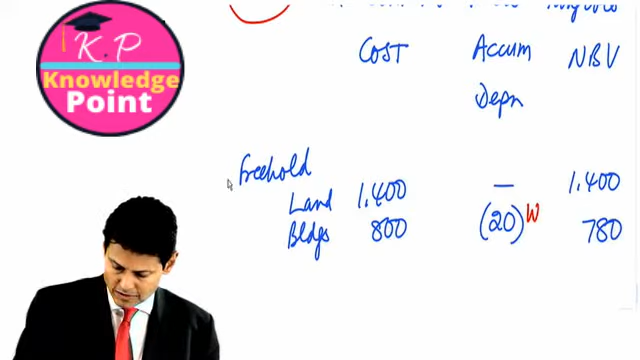 K.P
Knowledge
Point
COST Accum NBV
Depn
Freehold
Land 1,400 — 1,400
Bldgs 800 (20) W 780